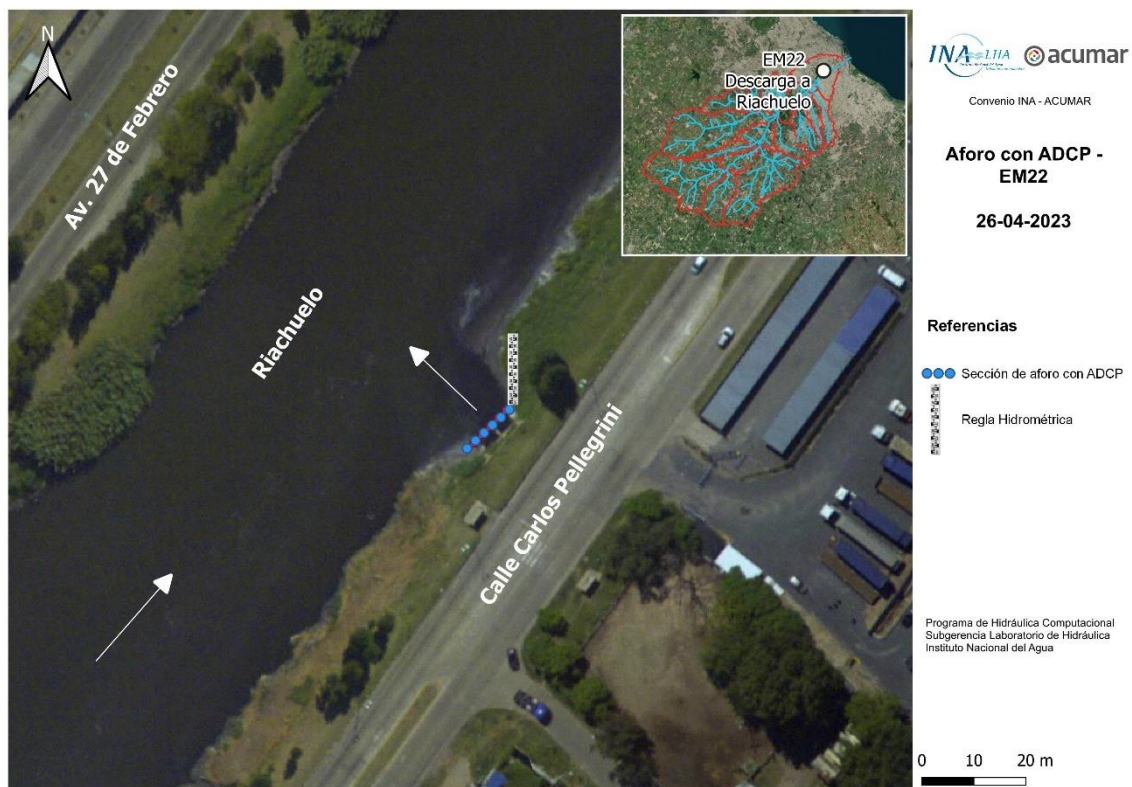 N
Av. 27 de Febrero
Riachuelo
Calle Carlos Pellegrini
EM22
Descarga a
Riachuelo
INA LHA
acumar
Convenio INA - ACUMAR
Aforo con ADCP -
EM22
26-04-2023
Referencias
Sección de aforo con ADCP
Regla Hidrométrica
Programa de Hidráulica Computacional
Subgerencia Laboratorio de Hidráulica
Instituto Nacional del Agua
0 10 20 m